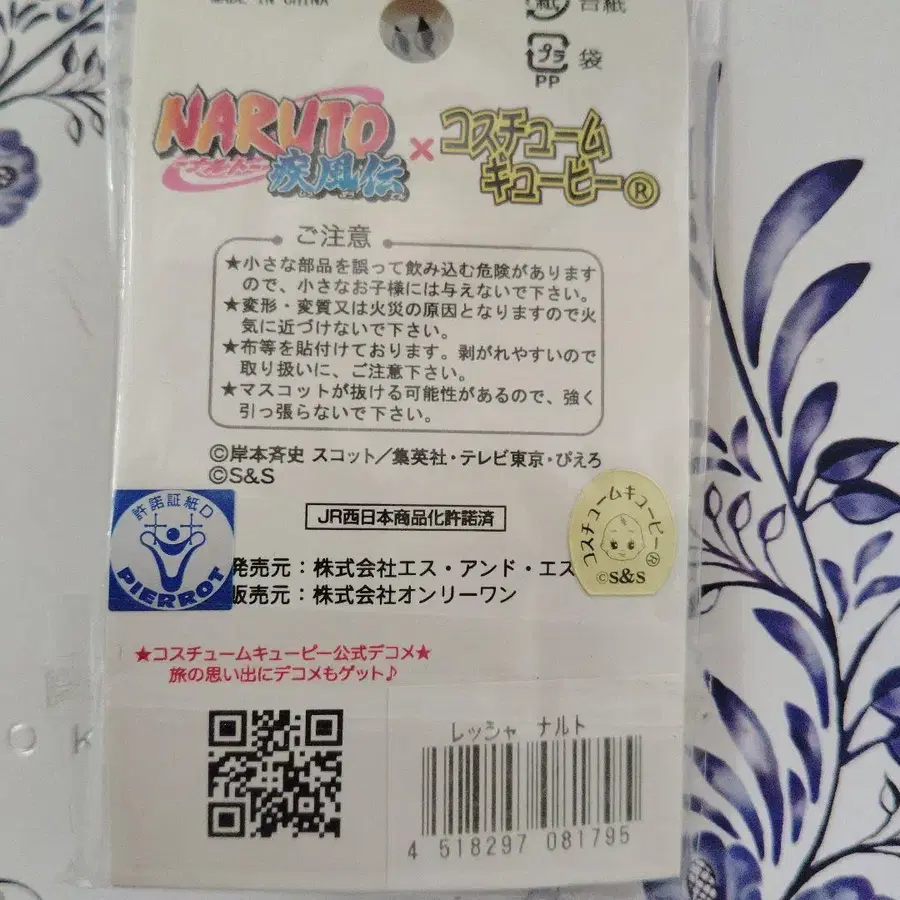 MADE IN CHINA
紙 台紙
プラ 袋
PP
NARUTO
ーナルトー
疾風伝
×
コスチューム
キューピー®
ご注意
★小さな部品を誤って飲み込む危険があります
ので、小さなお子様には与えないで下さい。
★変形・変質又は火災の原因となりますので火
気に近づけないで下さい。
★布等を貼付けております。剥がれやすいので
取り扱いに、ご注意下さい。
★マスコットが抜ける可能性があるので、強く
引っ張らないで下さい。
©岸本斉史 スコット／集英社・テレビ東京・ぴえろ
©S&S
JR西日本商品化許諾済
許諾証紙D
PIERROT
コスチュームキューピー®
©S&S
発売元：株式会社エス・アンド・エス
販売元：株式会社オンリーワン
★コスチュームキューピー公式デコメ★
旅の思い出にデコメもゲット♪
レッシャ ナルト
4 518297 081795
O K